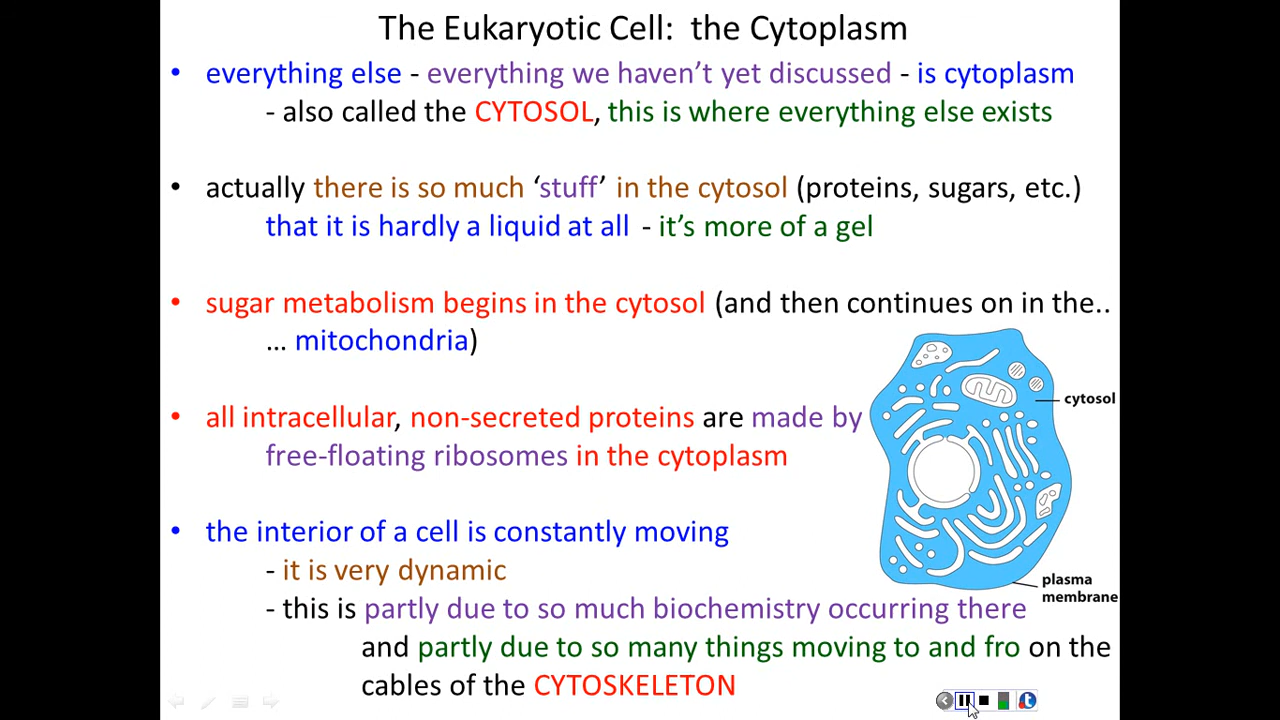 The Eukaryotic Cell:  the Cytoplasm
• everything else - everything we haven’t yet discussed - is cytoplasm
- also called the CYTOSOL, this is where everything else exists
• actually there is so much ‘stuff’ in the cytosol (proteins, sugars, etc.)
that it is hardly a liquid at all  - it’s more of a gel
• sugar metabolism begins in the cytosol (and then continues on in the..
... mitochondria)
cytosol
• all intracellular, non-secreted proteins are made by
free-floating ribosomes in the cytoplasm
• the interior of a cell is constantly moving
- it is very dynamic
plasma
membrane
- this is partly due to so much biochemistry occurring there
and partly due to so many things moving to and fro on the
cables of the CYTOSKELETON